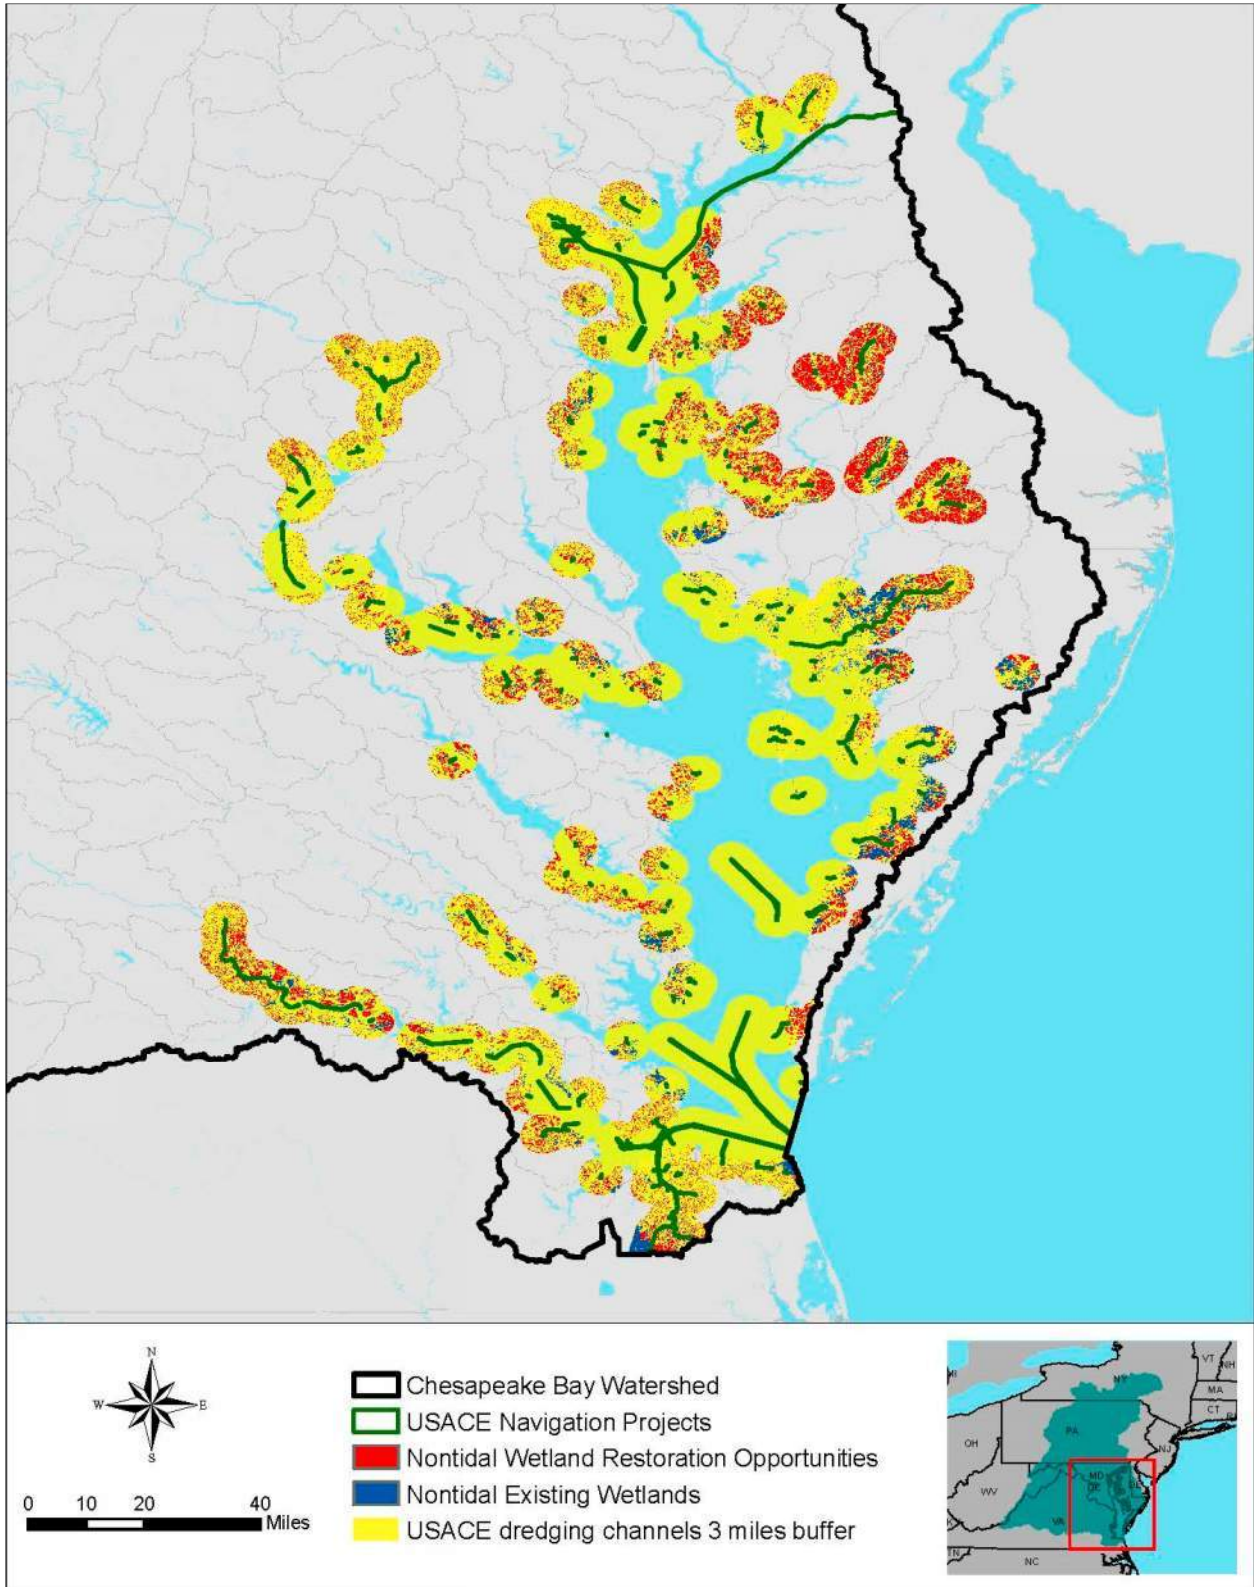 N
W E
S
0 10 20 40
Miles
Chesapeake Bay Watershed
USACE Navigation Projects
Nontidal Wetland Restoration Opportunities
Nontidal Existing Wetlands
USACE dredging channels 3 miles buffer
VT
NH
MI
NY
MA
CT
PA
OH
NJ
MD
DE
WV
VA
TN
NC